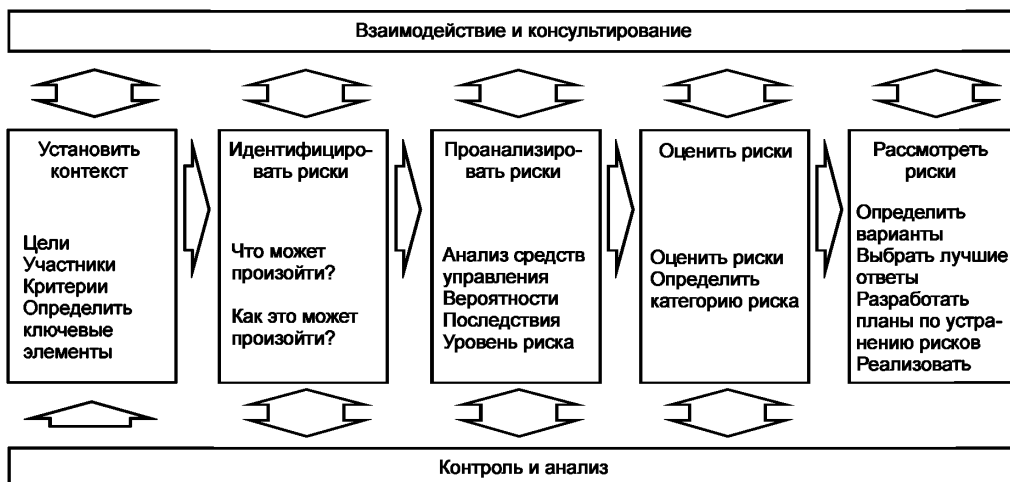 Взаимодействие и консультирование
Установить
контекст
Цели
Участники
Критерии
Определить
ключевые
элементы
Идентифициро-
вать риски
Что может
произойти?
Как это может
произойти?
Проанализиро-
вать риски
Анализ средств
управления
Вероятности
Последствия
Уровень риска
Оценить риски
Оценить риски
Определить
категорию риска
Рассмотреть
риски
Определить
варианты
Выбрать лучшие
ответы
Разработать
планы по устра-
нению рисков
Реализовать
Контроль и анализ